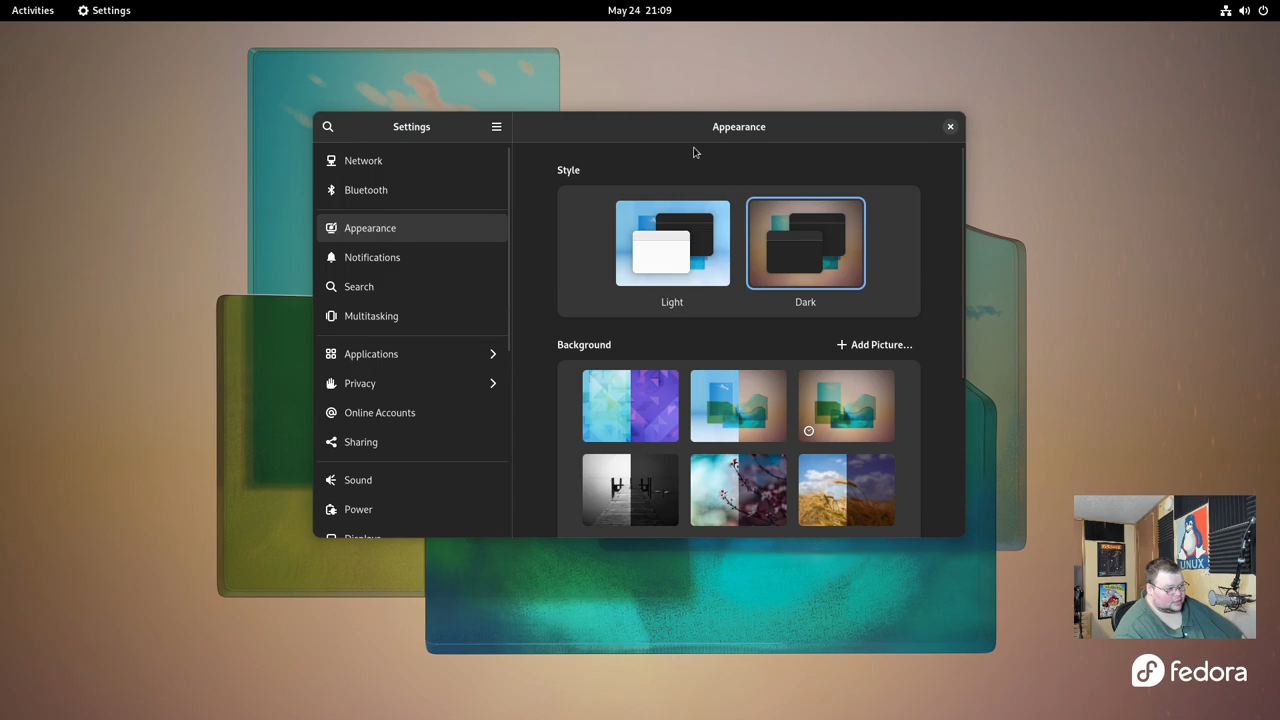 Activities
Settings
May 24 21:09
Settings
Appearance
Network
Bluetooth
Appearance
Notifications
Search
Multitasking
Applications
Privacy
Online Accounts
Sharing
Sound
Power
Displays
Style
Light
Dark
Background
Add Picture...
UNUX
fedora